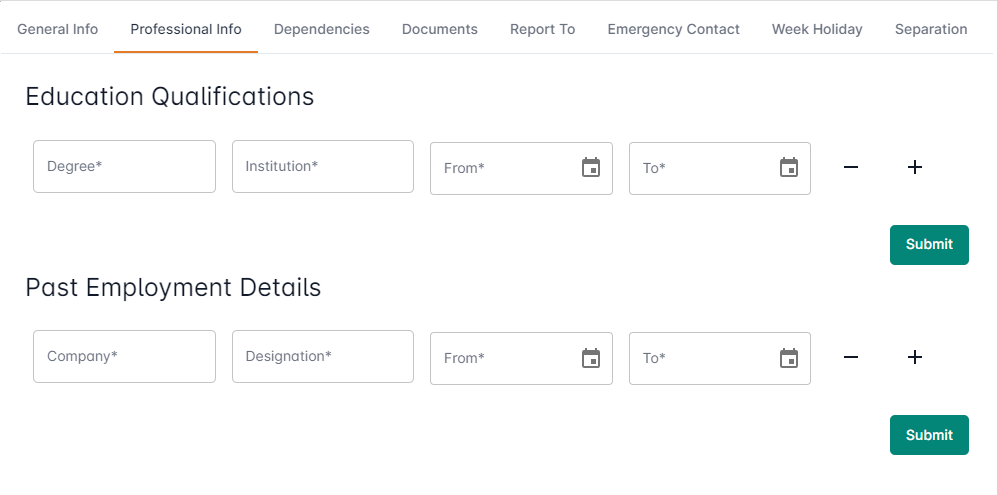 General Info Professional Info Dependencies Documents Report To Emergency Contact Week Holiday Separation
Education Qualifications
Degree* Institution* From* To*
Submit
Past Employment Details
Company* Designation* From* To*
Submit